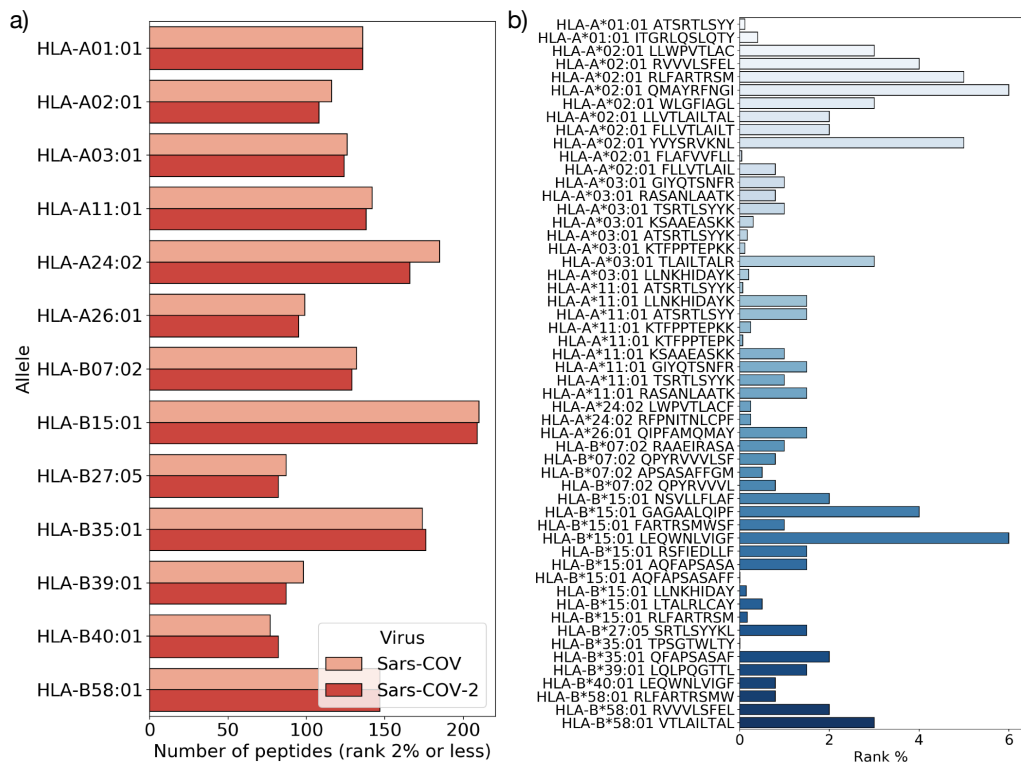 a)
HLA-A01:01
HLA-A02:01
HLA-A03:01
HLA-A11:01
HLA-A24:02
HLA-A26:01
HLA-B07:02
HLA-B15:01
HLA-B27:05
HLA-B35:01
HLA-B39:01
HLA-B40:01
HLA-B58:01
Allele
0 50 100 150 200
Number of peptides (rank 2% or less)
Virus
Sars-COV
Sars-COV-2
b)
HLA-A*01:01 ATSRTLSYY
HLA-A*01:01 ITGRLQSLQTY
HLA-A*02:01 LLWPVTLAC
HLA-A*02:01 RVVVLSFEL
HLA-A*02:01 RLFARTRSM
HLA-A*02:01 QMAYRFNGI
HLA-A*02:01 WLGFIAGL
HLA-A*02:01 LLVTLAILTAL
HLA-A*02:01 FLLVTLAILT
HLA-A*02:01 YVYSRVKNL
HLA-A*02:01 FLAFVVFLL
HLA-A*02:01 FLLVTLAIL
HLA-A*03:01 GIYQTSNFR
HLA-A*03:01 RASANLAATK
HLA-A*03:01 TSRTLSYYK
HLA-A*03:01 KSAAEASKK
HLA-A*03:01 ATSRTLSYYK
HLA-A*03:01 KTFPPTEPKK
HLA-A*03:01 TLAILTALR
HLA-A*03:01 LLNKHIDAYK
HLA-A*11:01 ATSRTLSYYK
HLA-A*11:01 LLNKHIDAYK
HLA-A*11:01 ATSRTLSYY
HLA-A*11:01 KTFPPTEPKK
HLA-A*11:01 KTFPPTEPK
HLA-A*11:01 KSAAEASKK
HLA-A*11:01 GIYQTSNFR
HLA-A*11:01 TSRTLSYYK
HLA-A*11:01 RASANLAATK
HLA-A*24:02 LWPVTLACF
HLA-A*24:02 RFPNITNLCPF
HLA-A*26:01 QIPFAMQMAY
HLA-B*07:02 RAAEIRASA
HLA-B*07:02 QPYRVVVLSF
HLA-B*07:02 APSASAFFGM
HLA-B*07:02 QPYRVVVL
HLA-B*15:01 NSVLLFLAF
HLA-B*15:01 GAGAALQIPF
HLA-B*15:01 FARTRSMWSF
HLA-B*15:01 LEQWNLVIGF
HLA-B*15:01 RSFIEDLLF
HLA-B*15:01 AQFAPSASA
HLA-B*15:01 AQFAPSASAFF
HLA-B*15:01 LLNKHIDAY
HLA-B*15:01 LTALRLCAY
HLA-B*15:01 RLFARTRSM
HLA-B*27:05 SRTLSYYKL
HLA-B*35:01 TPSGTWLTY
HLA-B*35:01 QFAPSASAF
HLA-B*39:01 LQLPQGTTL
HLA-B*40:01 LEQWNLVIGF
HLA-B*58:01 RLFARTRSMW
HLA-B*58:01 RVVVLSFEL
HLA-B*58:01 VTLAILTAL
0 2 4 6
Rank %